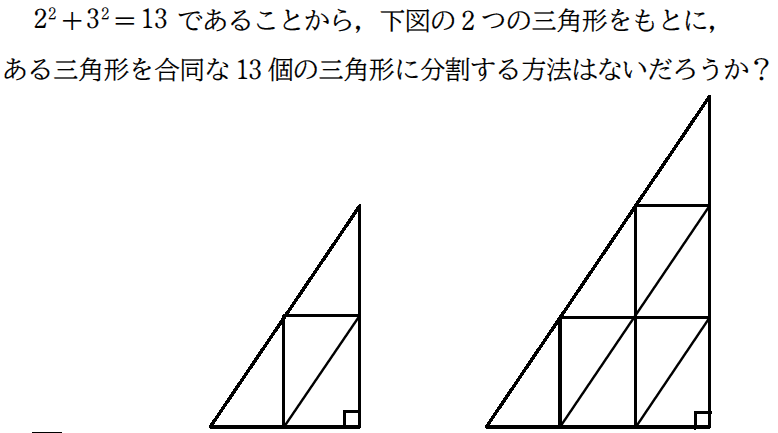 2²+3²=13 であることから，下図の 2 つの三角形をもとに，
ある三角形を合同な 13 個の三角形に分割する方法はないだろうか？